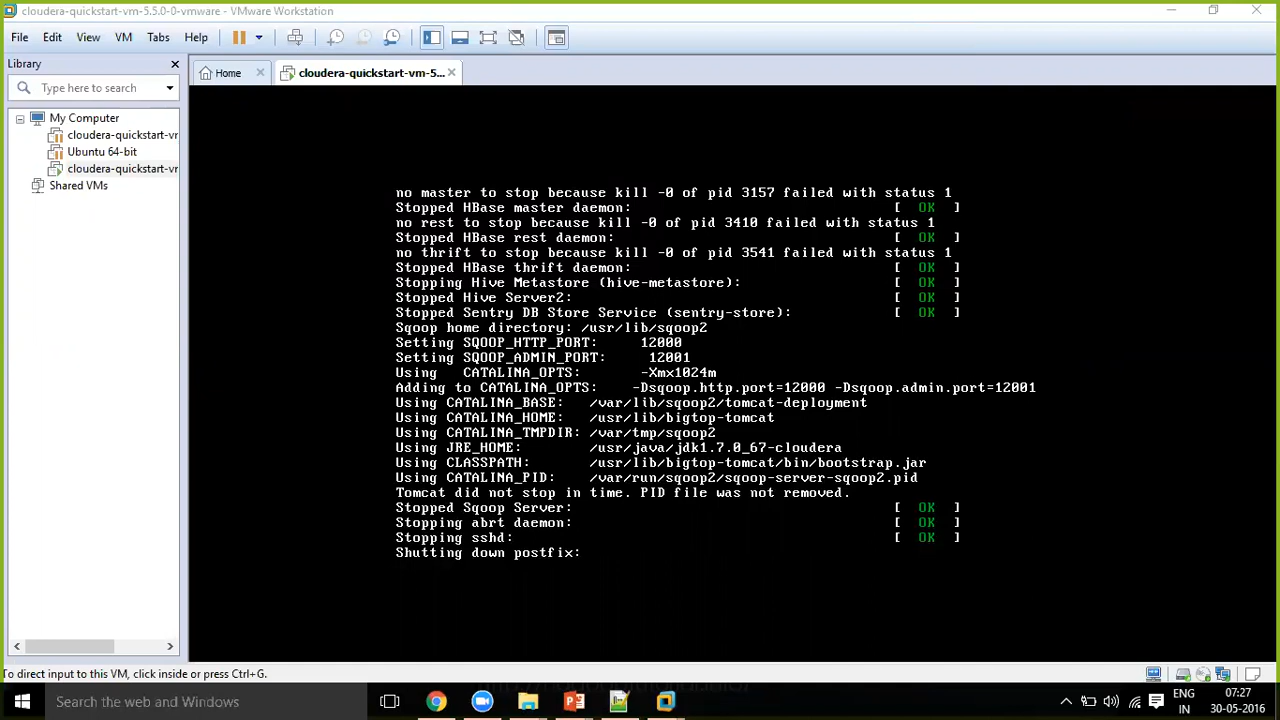 cloudera-quickstart-vm-5.5.0-0-vmware - VMware Workstation
File Edit View VM Tabs Help
Library
Home
cloudera-quickstart-vm-5...
Type here to search
My Computer
cloudera-quickstart-vr
Ubuntu 64-bit
cloudera-quickstart-vr
Shared VMs
no master to stop because kill -0 of pid 3157 failed with status 1
Stopped HBase master daemon: [ OK ]
no rest to stop because kill -0 of pid 3410 failed with status 1
Stopped HBase rest daemon: [ OK ]
no thrift to stop because kill -0 of pid 3541 failed with status 1
Stopped HBase thrift daemon: [ OK ]
Stopping Hive Metastore (hive-metastore): [ OK ]
Stopped Hive Server2: [ OK ]
Stopped Sentry DB Store Service (sentry-store): [ OK ]
Sqoop home directory: /usr/lib/sqoop2
Setting SQOOP_HTTP_PORT: 12000
Setting SQOOP_ADMIN_PORT: 12001
Using CATALINA_OPTS: -Xmx1024m
Adding to CATALINA_OPTS: -Dsqoop.http.port=12000 -Dsqoop.admin.port=12001
Using CATALINA_BASE: /var/lib/sqoop2/tomcat-deployment
Using CATALINA_HOME: /usr/lib/bigtop-tomcat
Using CATALINA_TMPDIR: /var/tmp/sqoop2
Using JRE_HOME: /usr/java/jdk1.7.0_67-cloudera
Using CLASSPATH: /usr/lib/bigtop-tomcat/bin/bootstrap.jar
Using CATALINA_PID: /var/run/sqoop2/sqoop-server-sqoop2.pid
Tomcat did not stop in time. PID file was not removed.
Stopped Sqoop Server: [ OK ]
Stopping abrt daemon: [ OK ]
Stopping sshd: [ OK ]
Shutting down postfix:
To direct input to this VM, click inside or press Ctrl+G.
Search the web and Windows
ENG
IN
07:27
30-05-2016